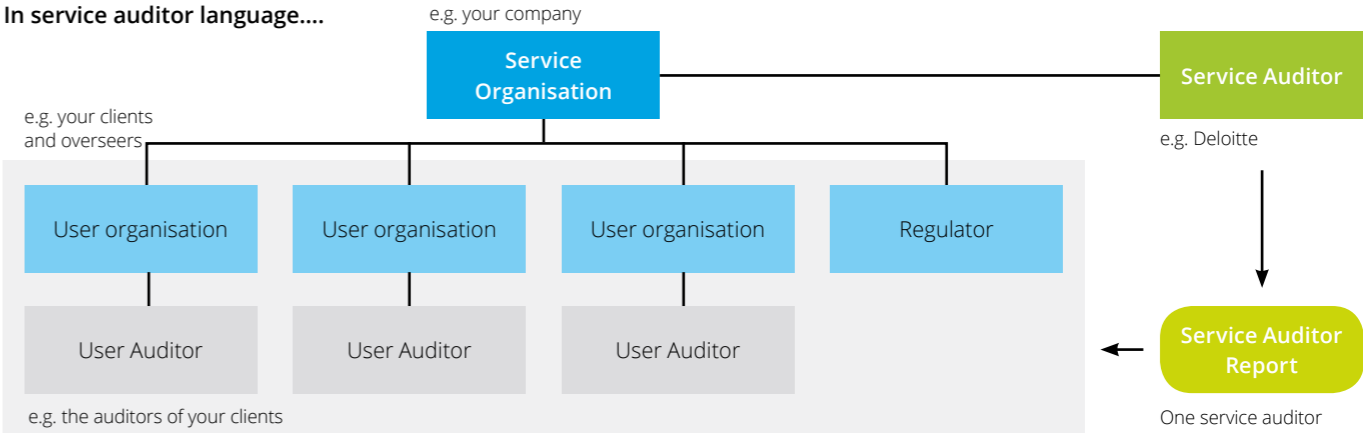 In service auditor language....
e.g. your company
Service
Organisation
Service Auditor
e.g. your clients
and overseers
e.g. Deloitte
User organisation
User organisation
User organisation
Regulator
User Auditor
User Auditor
User Auditor
Service Auditor
Report
e.g. the auditors of your clients
One service auditor